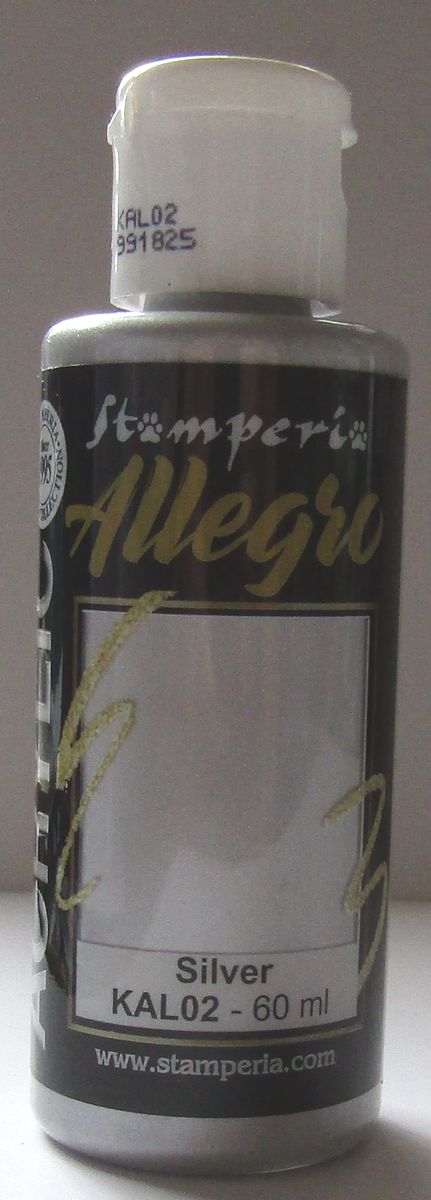 KAL02
991825
Stamperia
Allegro
Silver
KAL02 - 60 ml
www.stamperia.com